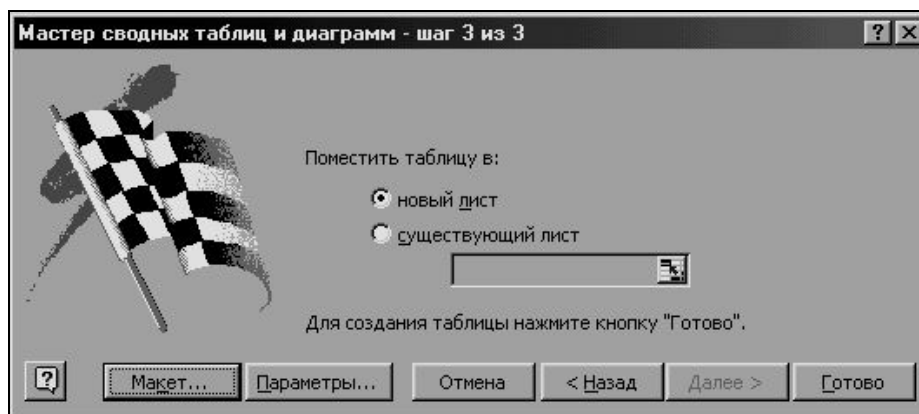 Мастер сводных таблиц и диаграмм - шаг 3 из 3
Поместить таблицу в:
новый лист
существующий лист
Для создания таблицы нажмите кнопку "Готово".
Макет... Параметры... Отмена < Назад Далее > Готово